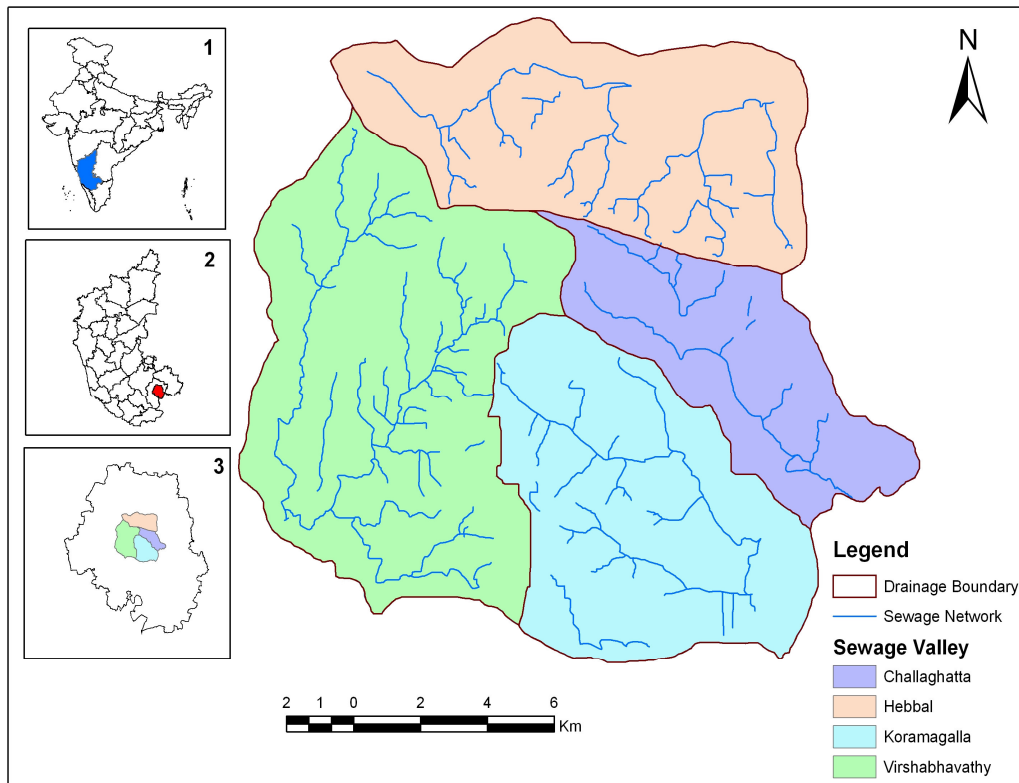 1
2
3
N
Legend
Drainage Boundary
Sewage Network
Sewage Valley
Challaghatta
Hebbal
Koramagalla
Virshabhavathy
2 1 0 2 4 6
Km